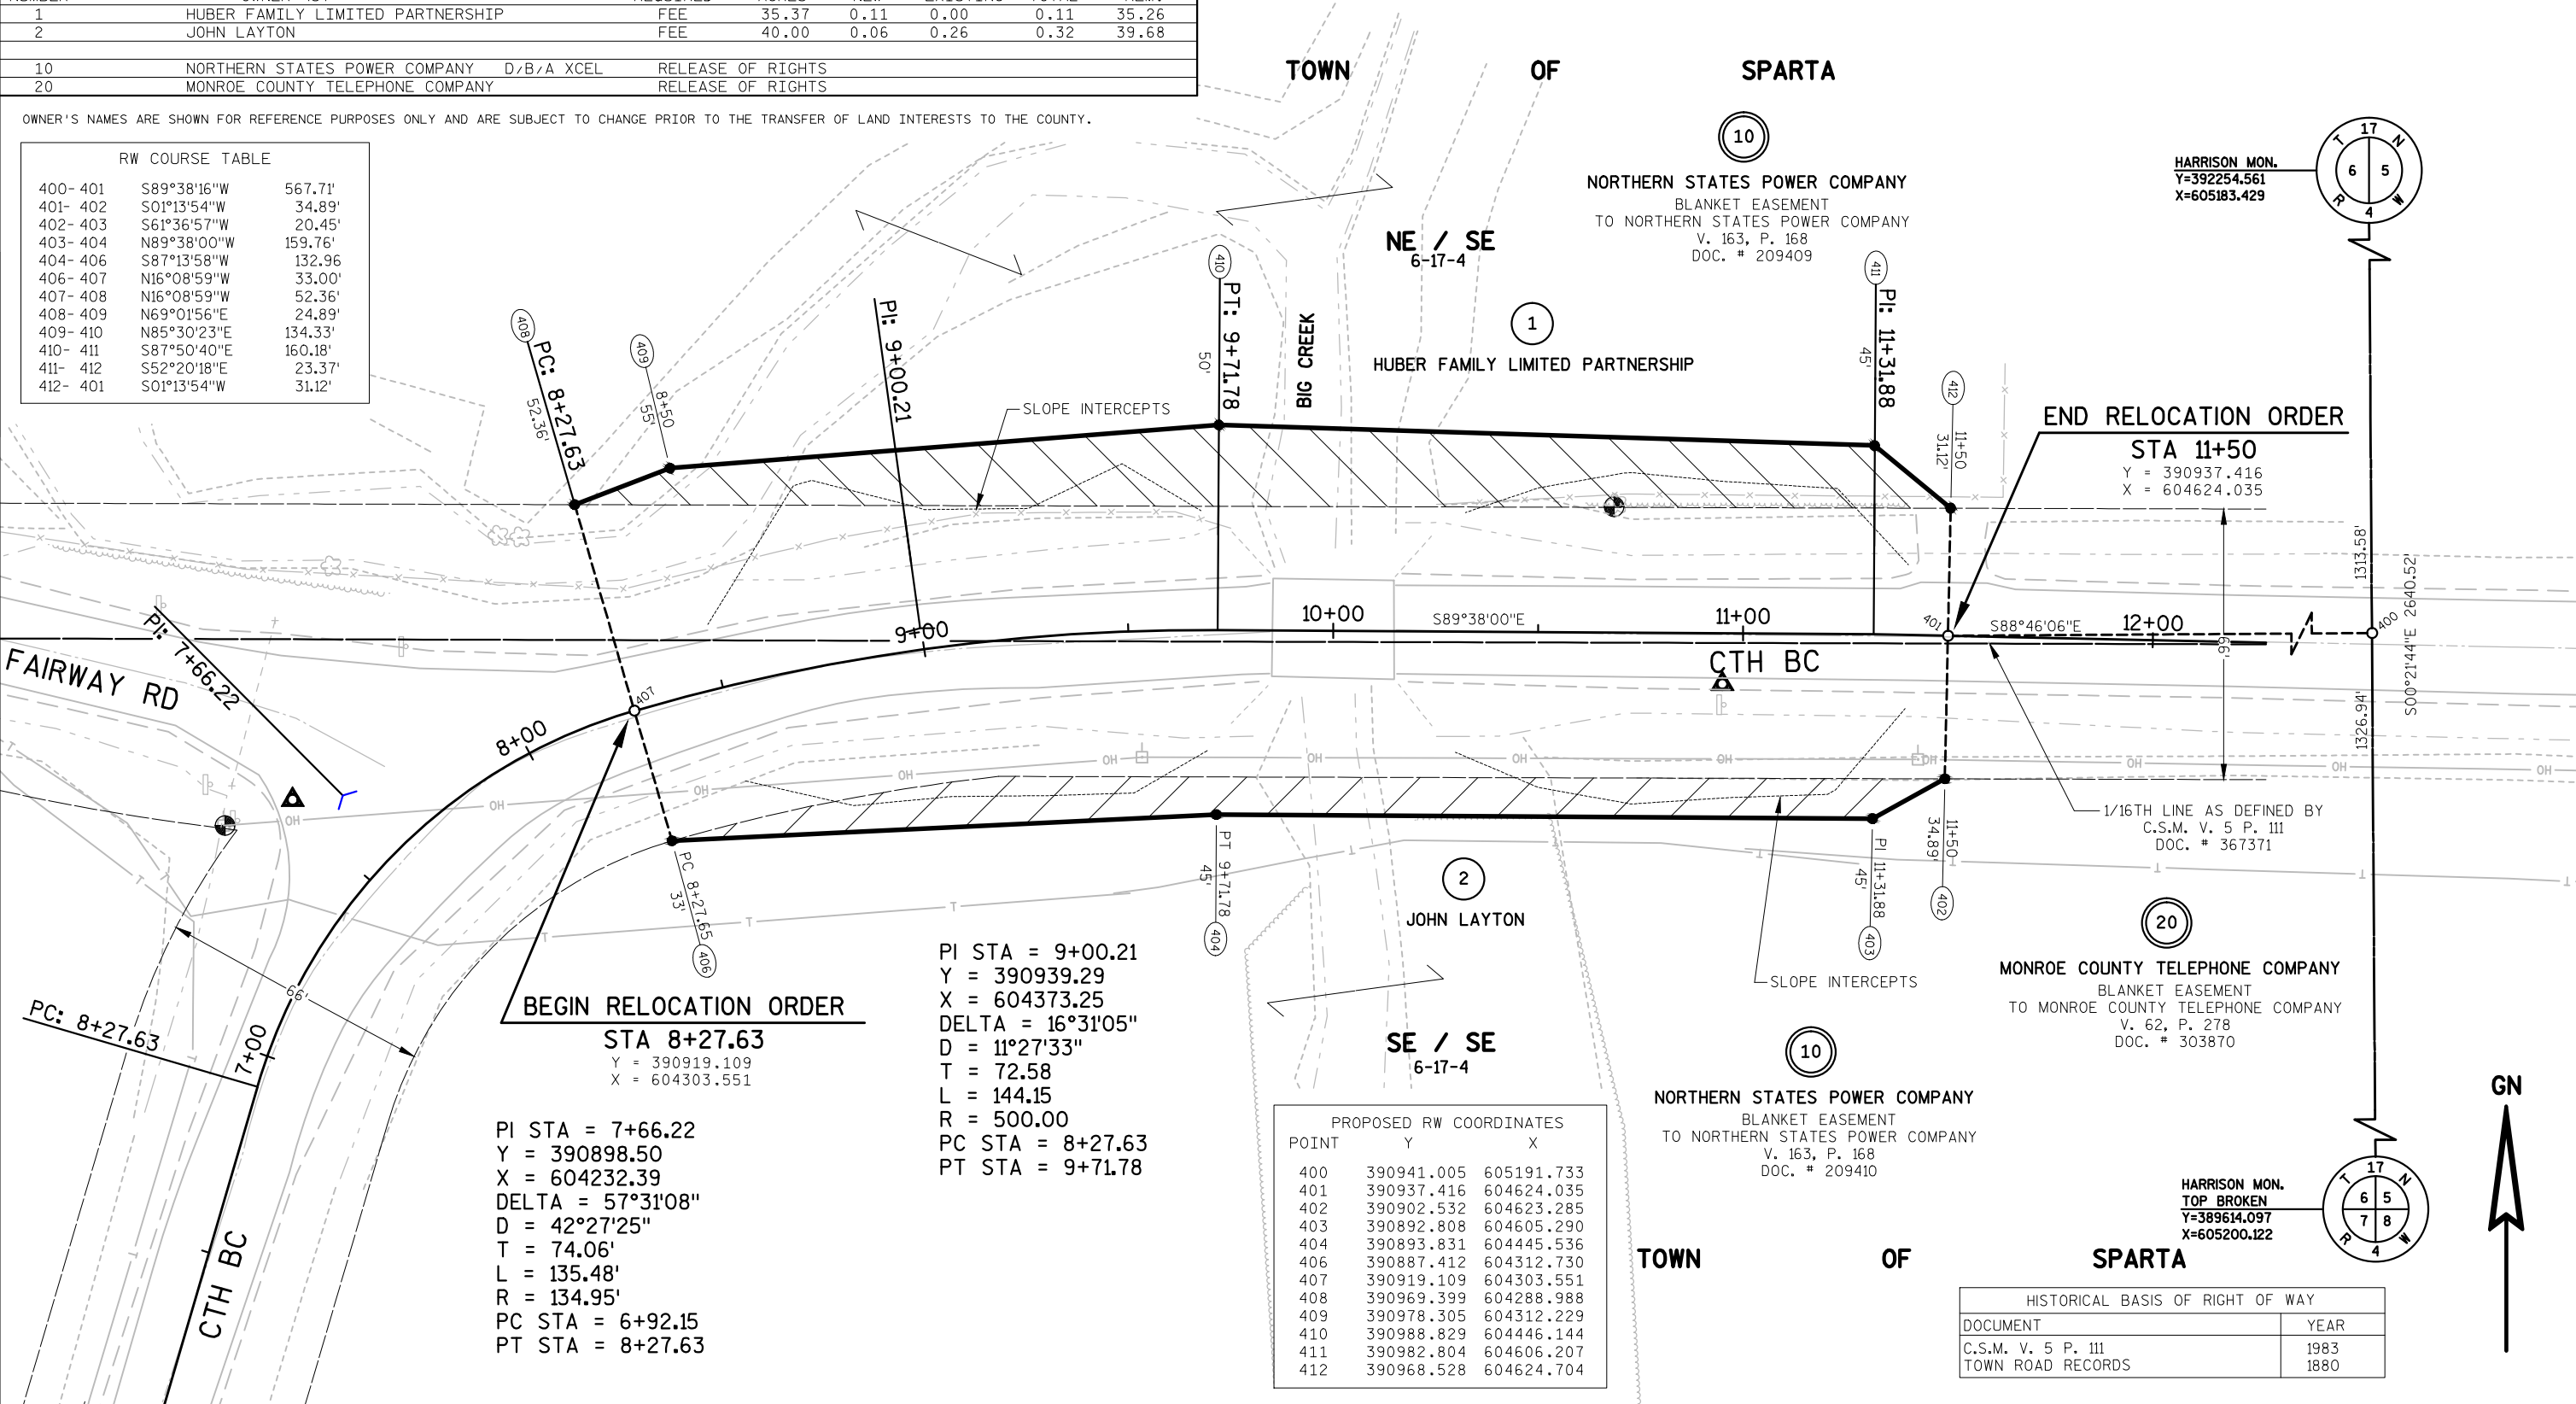 1 HUBER FAMILY LIMITED PARTNERSHIP FEE 35.37 0.11 0.00 0.11 35.26
2 JOHN LAYTON FEE 40.00 0.06 0.26 0.32 39.68
10 NORTHERN STATES POWER COMPANY D/B/A XCEL RELEASE OF RIGHTS
20 MONROE COUNTY TELEPHONE COMPANY RELEASE OF RIGHTS
OWNER'S NAMES ARE SHOWN FOR REFERENCE PURPOSES ONLY AND ARE SUBJECT TO CHANGE PRIOR TO THE TRANSFER OF LAND INTERESTS TO THE COUNTY.
RW COURSE TABLE
400-401 S89°38'16"W 567.71'
401-402 S01°13'54"W 34.89'
402-403 S61°36'57"W 20.45'
403-404 N89°38'00"W 159.76'
404-406 S87°13'58"W 132.96
406-407 N16°08'59"W 33.00'
407-408 N16°08'59"W 52.36'
408-409 N69°01'56"E 24.89'
409-410 N85°30'23"E 134.33'
410-411 S87°50'40"E 160.18'
411-412 S52°20'18"E 23.37'
412-401 S01°13'54"W 31.12'
TOWN OF SPARTA
10
NORTHERN STATES POWER COMPANY
BLANKET EASEMENT
TO NORTHERN STATES POWER COMPANY
V. 163, P. 168
DOC. # 209409
HARRISON MON.
Y=392254.561
X=605183.429
17
T N
6 5
R W
4
NE / SE
6-17-4
1
HUBER FAMILY LIMITED PARTNERSHIP
BIG CREEK
408
PC: 8+27.63
52.36'
409
8+50
55'
PI: 9+00.21
410
PT: 9+71.78
50'
411
PI: 11+31.88
45'
412
11+50
31.12'
SLOPE INTERCEPTS
END RELOCATION ORDER
STA 11+50
Y = 390937.416
X = 604624.035
1313.58'
S00°21'44"E 2640.52'
1326.94'
400
66'
9+00
10+00
S89°38'00"E
11+00
401
S88°46'06"E
12+00
CTH BC
FAIRWAY RD
PI: 7+66.22
407
8+00
OH
OH
OH
OH
OH
OH
OH
OH
OH
OH
OH
OH
1/16TH LINE AS DEFINED BY
C.S.M. V. 5 P. 111
DOC. # 367371
PC 8+27.65
33'
406
PT 9+71.78
45'
404
PI 11+31.88
45'
403
11+50
34.89'
402
2
JOHN LAYTON
SLOPE INTERCEPTS
T
T
T
66'
PC: 8+27.63
7+00
CTH BC
BEGIN RELOCATION ORDER
STA 8+27.63
Y = 390919.109
X = 604303.551
PI STA = 9+00.21
Y = 390939.29
X = 604373.25
DELTA = 16°31'05"
D = 11°27'33"
T = 72.58
L = 144.15
R = 500.00
PC STA = 8+27.63
PT STA = 9+71.78
PI STA = 7+66.22
Y = 390898.50
X = 604232.39
DELTA = 57°31'08"
D = 42°27'25"
T = 74.06'
L = 135.48'
R = 134.95'
PC STA = 6+92.15
PT STA = 8+27.63
SE / SE
6-17-4
20
MONROE COUNTY TELEPHONE COMPANY
BLANKET EASEMENT
TO MONROE COUNTY TELEPHONE COMPANY
V. 62, P. 278
DOC. # 303870
10
NORTHERN STATES POWER COMPANY
BLANKET EASEMENT
TO NORTHERN STATES POWER COMPANY
V. 163, P. 168
DOC. # 209410
PROPOSED RW COORDINATES
POINT Y X
400 390941.005 605191.733
401 390937.416 604624.035
402 390902.532 604623.285
403 390892.808 604605.290
404 390893.831 604445.536
406 390887.412 604312.730
407 390919.109 604303.551
408 390969.399 604288.988
409 390978.305 604312.229
410 390988.829 604446.144
411 390982.804 604606.207
412 390968.528 604624.704
GN
HARRISON MON.
TOP BROKEN
Y=389614.097
X=605200.122
17
T N
6 5
7 8
R W
4
TOWN OF SPARTA
HISTORICAL BASIS OF RIGHT OF WAY
DOCUMENT YEAR
C.S.M. V. 5 P. 111 1983
TOWN ROAD RECORDS 1880